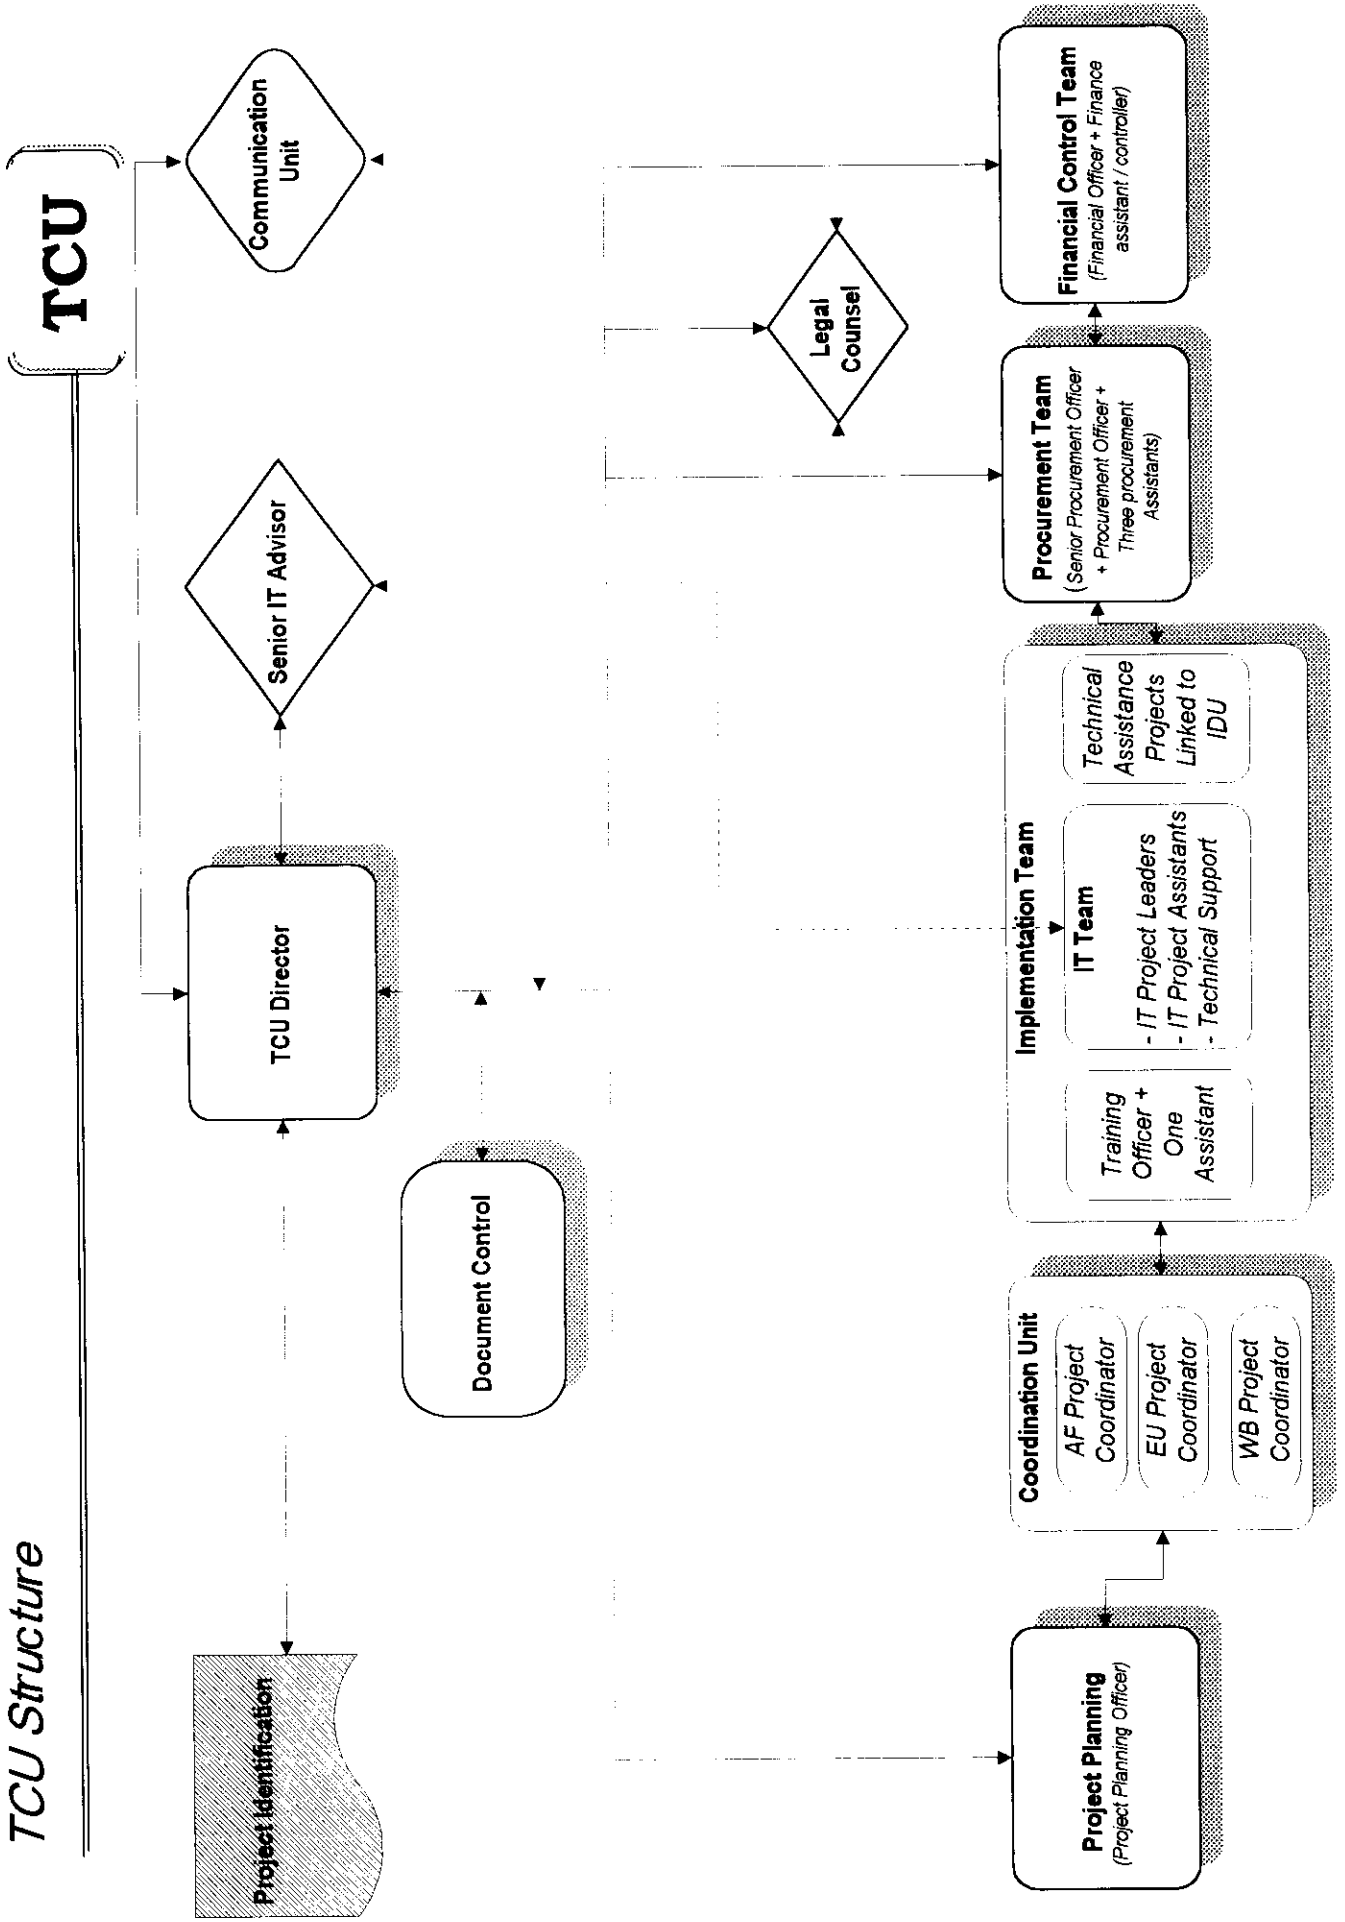 TCU Structure
TCU
Project Identification
TCU Director
Senior IT Advisor
Communication
Unit
Document Control
Legal
Counsel
Project Planning
(Project Planning Officer)
Coordination Unit
AF Project
Coordinator
EU Project
Coordinator
WB Project
Coordinator
Implementation Team
Training
Officer +
One
Assistant
IT Team
- IT Project Leaders
- IT Project Assistants
- Technical Support
Technical
Assistance
Projects
Linked to
IDU
Procurement Team
(Senior Procurement Officer
+ Procurement Officer +
Three procurement
Assistants)
Financial Control Team
(Financial Officer + Finance
assistant / controller)